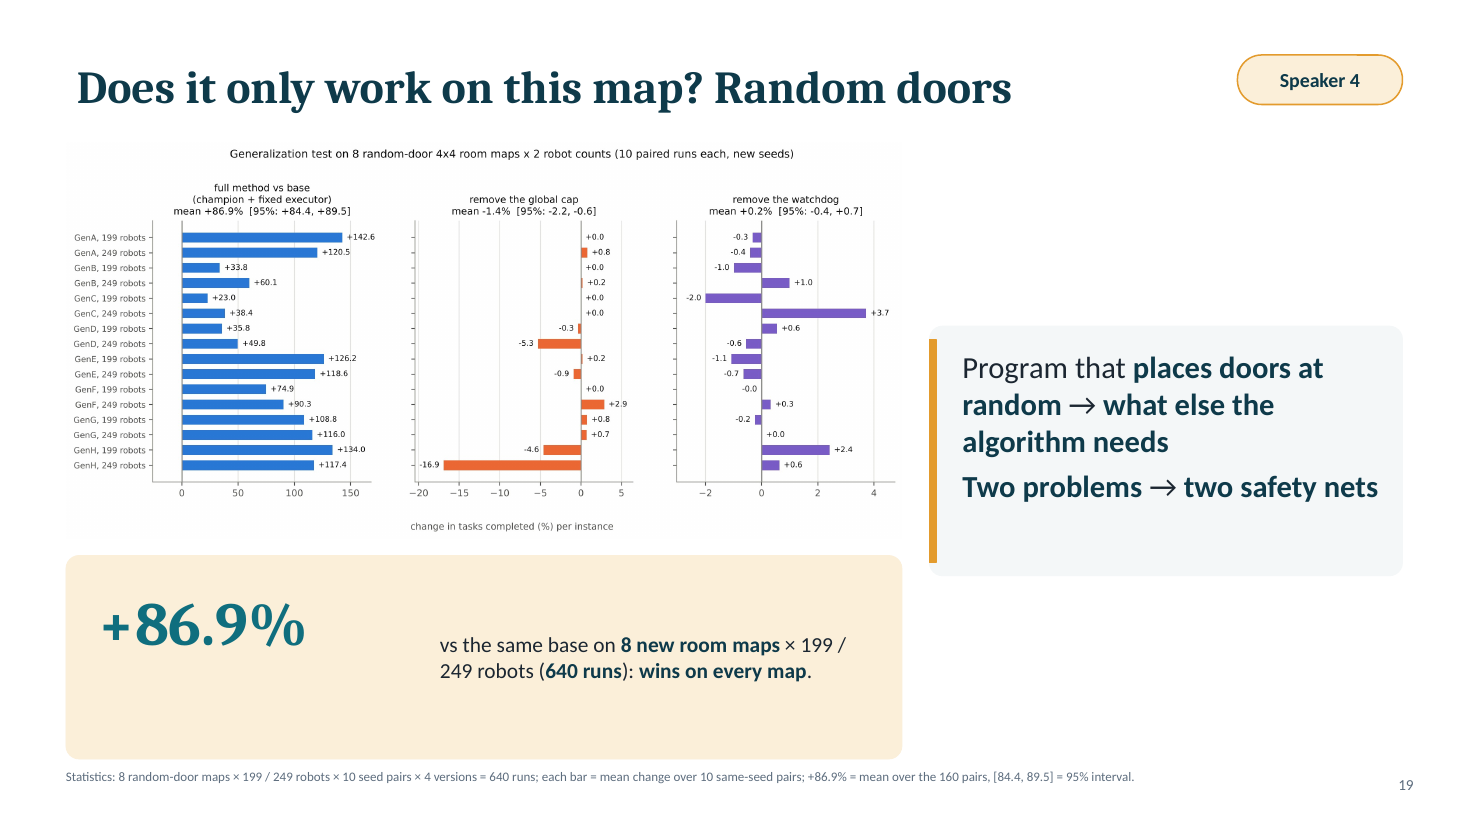 Does it only work on this map? Random doors
Speaker 4
Generalization test on 8 random-door 4x4 room maps x 2 robot counts (10 paired runs each, new seeds)
full method vs base
(champion + fixed executor)
mean +86.9%  [95%: +84.4, +89.5]
GenA, 199 robots
GenA, 249 robots
GenB, 199 robots
GenB, 249 robots
GenC, 199 robots
GenC, 249 robots
GenD, 199 robots
GenD, 249 robots
GenE, 199 robots
GenE, 249 robots
GenF, 199 robots
GenF, 249 robots
GenG, 199 robots
GenG, 249 robots
GenH, 199 robots
GenH, 249 robots
+142.6
+120.5
+33.8
+60.1
+23.0
+38.4
+35.8
+49.8
+126.2
+118.6
+74.9
+90.3
+108.8
+116.0
+134.0
+117.4
0 50 100 150
remove the global cap
mean -1.4%  [95%: -2.2, -0.6]
+0.0
+0.8
+0.0
+0.2
+0.0
+0.0
-0.3
-5.3
+0.2
-0.9
+0.0
+2.9
+0.8
+0.7
-4.6
-16.9
−20 −15 −10 −5 0 5
remove the watchdog
mean +0.2%  [95%: -0.4, +0.7]
-0.3
-0.4
-1.0
+1.0
-2.0
+3.7
+0.6
-0.6
-1.1
-0.7
-0.0
+0.3
-0.2
+0.0
+2.4
+0.6
−2 0 2 4
change in tasks completed (%) per instance
Program that places doors at
random → what else the
algorithm needs
Two problems → two safety nets
+86.9%
vs the same base on 8 new room maps × 199 /
249 robots (640 runs): wins on every map.
Statistics: 8 random-door maps × 199 / 249 robots × 10 seed pairs × 4 versions = 640 runs; each bar = mean change over 10 same-seed pairs; +86.9% = mean over the 160 pairs, [84.4, 89.5] = 95% interval.
19